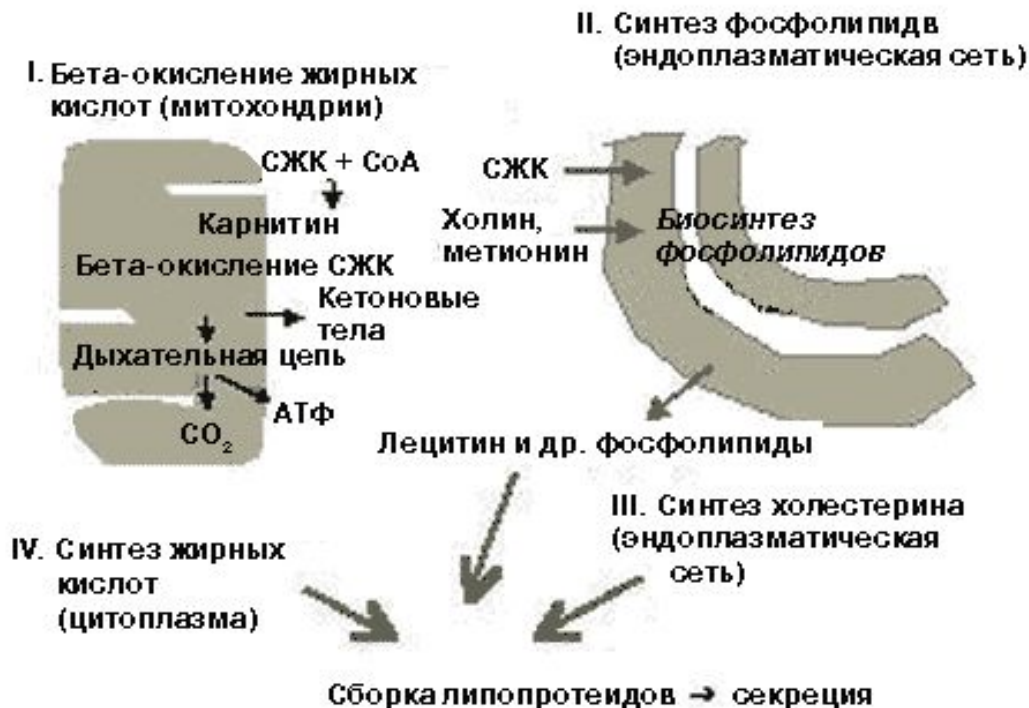 I. Бета-окисление жирных
кислот (митохондрии)
СЖК + СоА
Карнитин
Бета-окисление СЖК
Кетоновые
тела
Дыхательная цепь
АТФ
CO₂
II. Синтез фосфолипидв
(эндоплазматическая сеть)
СЖК
Холин,
метионин
Биосинтез
фосфолипидов
Лецитин и др. фосфолипиды
III. Синтез холестерина
(эндоплазматическая
сеть)
IV. Синтез жирных
кислот
(цитоплазма)
Сборка липопротеидов → секреция